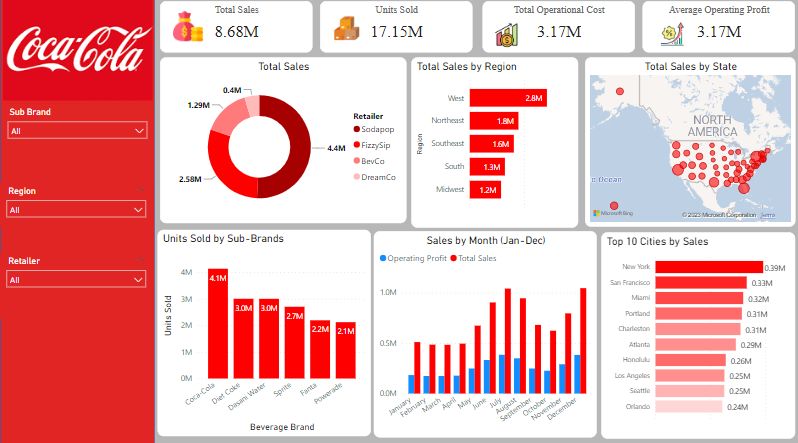 Coca-Cola
Sub Brand
All
Region
All
Retailer
All
Total Sales
8.68M
Units Sold
17.15M
Total Operational Cost
3.17M
Average Operating Profit
3.17M
Total Sales
0.4M
1.29M
2.58M
4.4M
Retailer
Sodapop
FizzySip
BevCo
DreamCo
Total Sales by Region
Region
West
2.8M
Northeast
1.8M
Southeast
1.6M
South
1.3M
Midwest
1.2M
Total Sales by State
NORTH
AMERICA
Ocean
Microsoft Bing
© 2023 Microsoft Corporation Terms
Units Sold by Sub-Brands
Units Sold
4M
3M
2M
1M
0M
4.1M
3.0M
3.0M
2.7M
2.2M
2.1M
Coca-Cola
Diet Coke
Dasani Water
Sprite
Fanta
Powerade
Beverage Brand
Sales by Month (Jan-Dec)
Operating Profit
Total Sales
1.0M
0.5M
0.0M
January
February
March
April
May
June
July
August
September
October
November
December
Top 10 Cities by Sales
New York
0.39M
San Francisco
0.33M
Miami
0.32M
Portland
0.31M
Charleston
0.31M
Atlanta
0.29M
Honolulu
0.26M
Los Angeles
0.25M
Seattle
0.25M
Orlando
0.24M